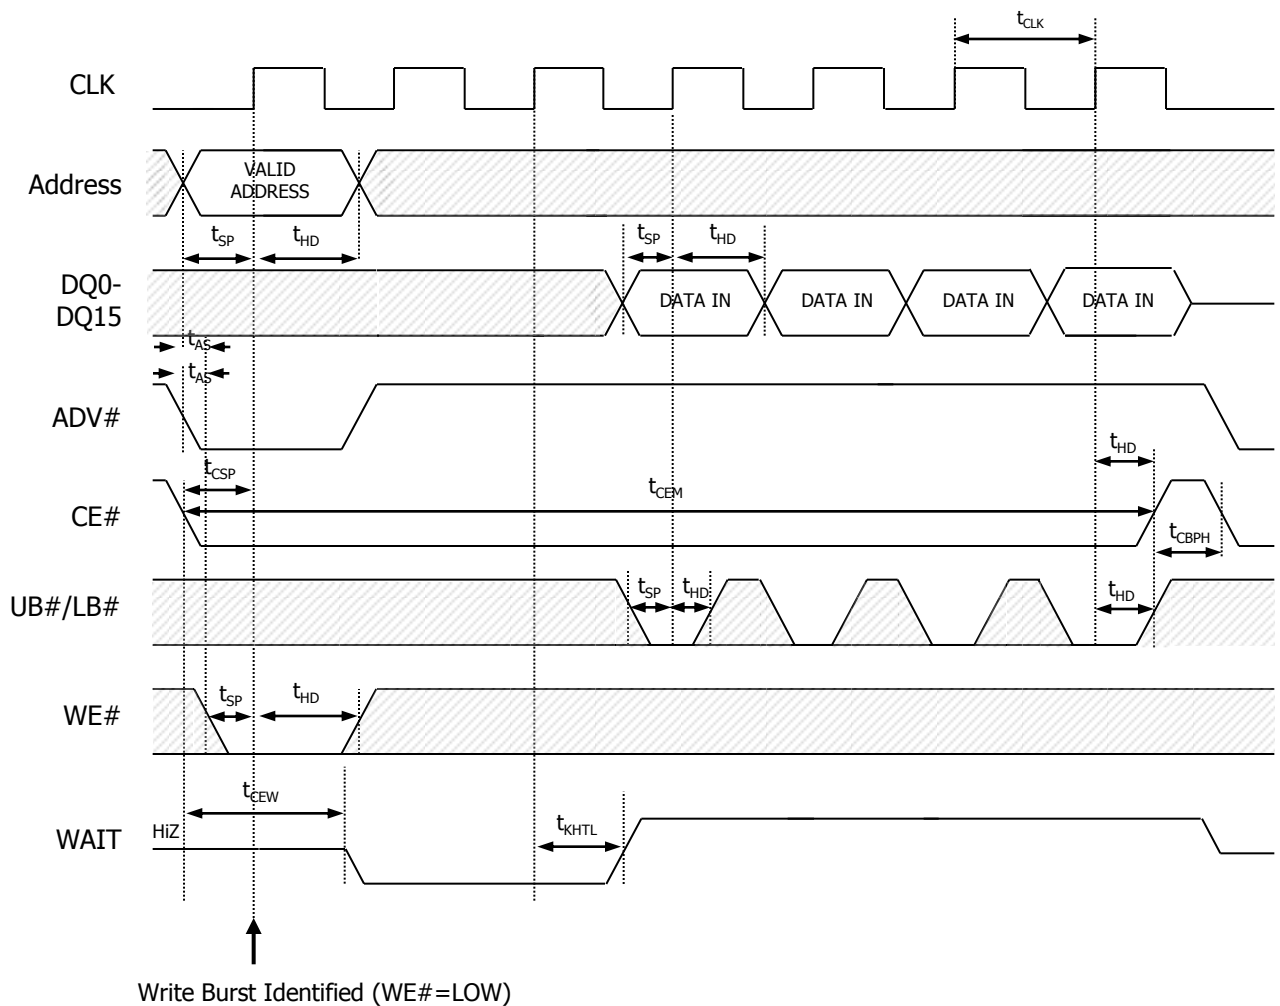 tCLK
CLK
Address
VALID
ADDRESS
tSP
tHD
tSP
tHD
DQ0-
DQ15
DATA IN
DATA IN
DATA IN
DATA IN
tAS
tAS
ADV#
tHD
tCSP
tCEM
CE#
tCBPH
UB#/LB#
tSP
tHD
tHD
WE#
tSP
tHD
tCEW
HiZ
WAIT
tKHTL
Write Burst Identified (WE#=LOW)